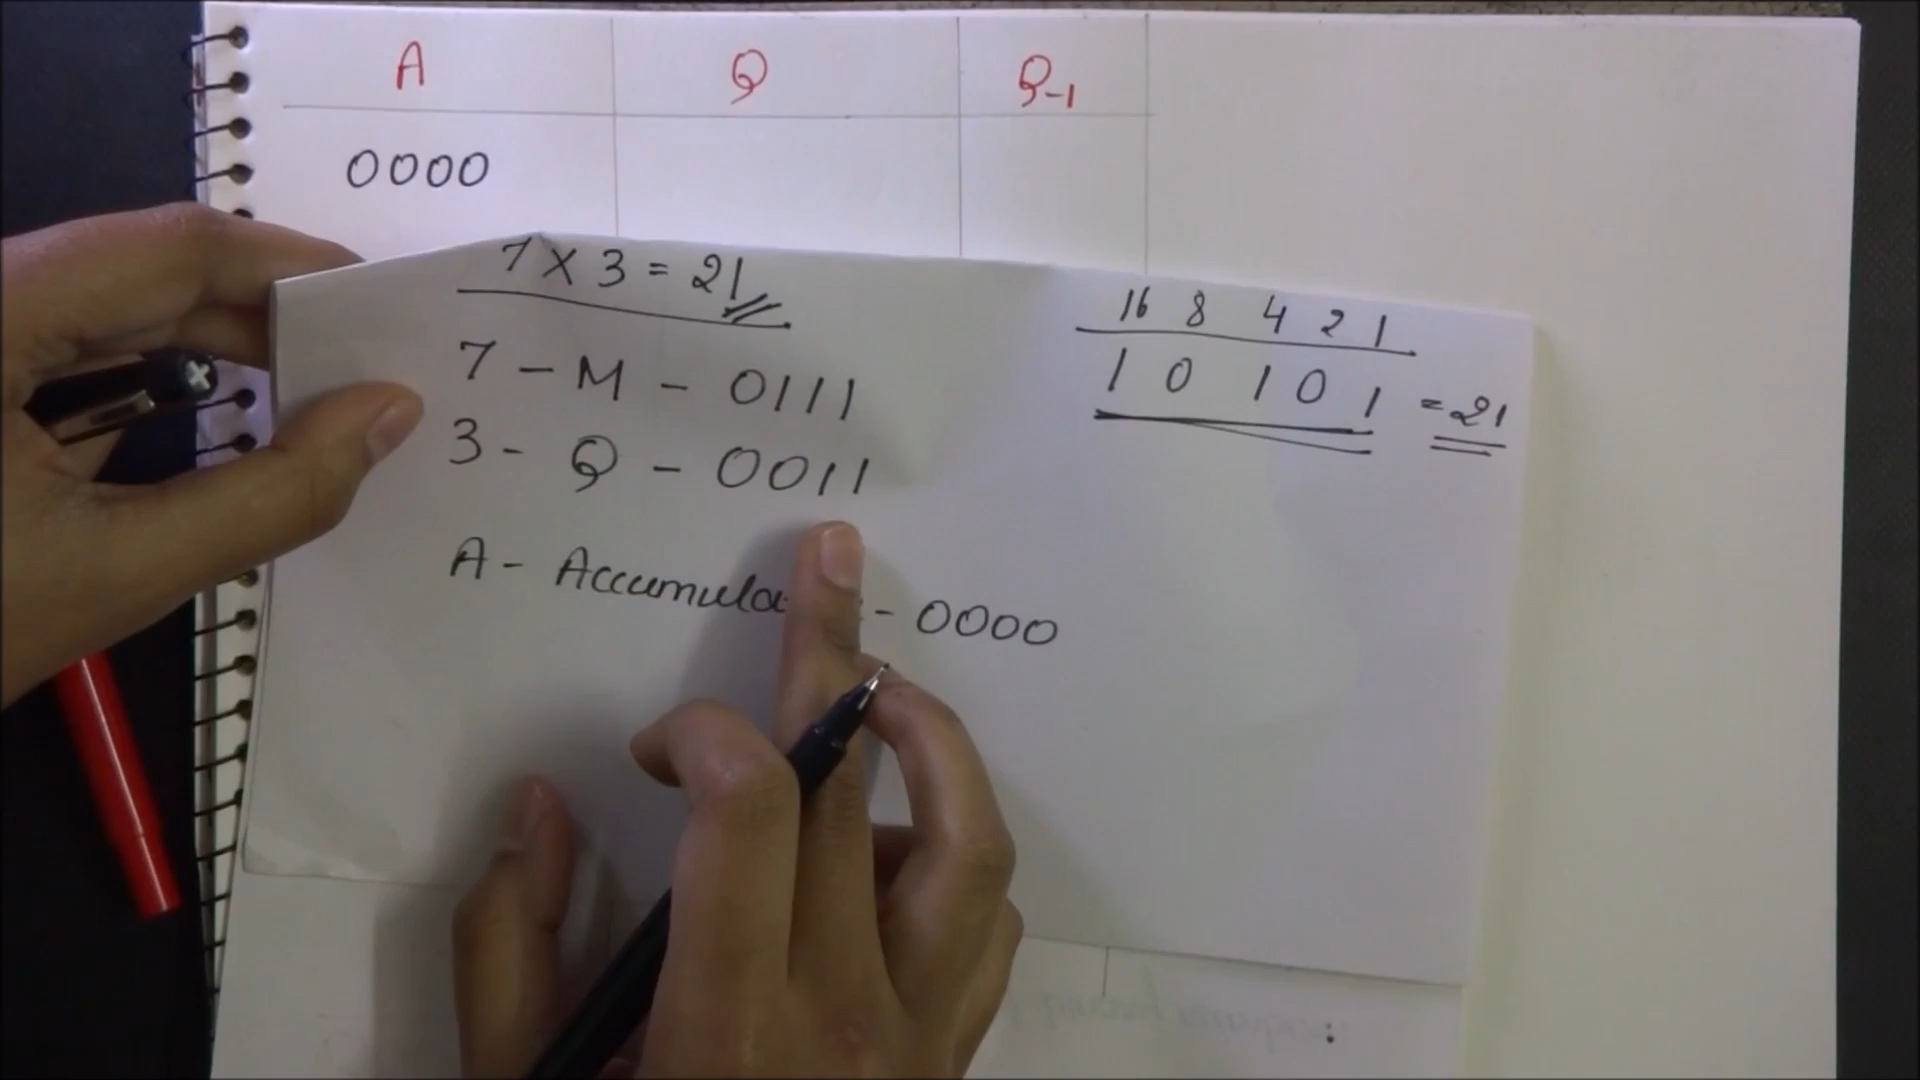 A Q Q-1
0000
7 X 3 = 21
16 8 4 2 1
7 - M - 0111
1 0 1 0 1 = 21
3 - Q - 0011
A - Accumula - 0000